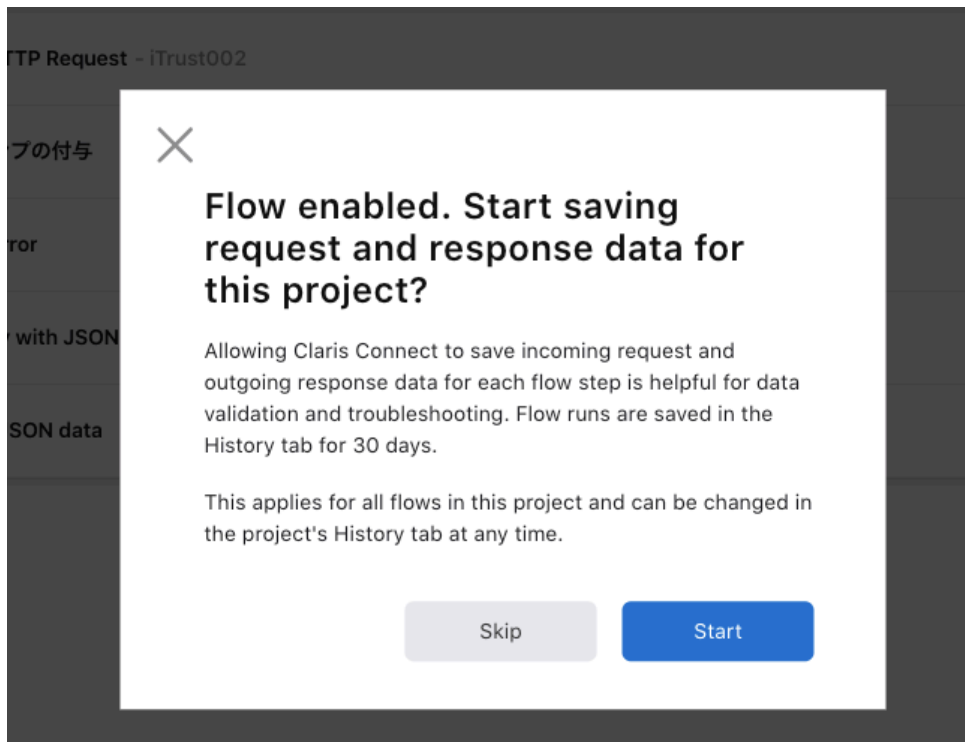 TTP Request - iTrust002
プの付与
rror
with JSON
SON data
Flow enabled. Start saving
request and response data for
this project?
Allowing Claris Connect to save incoming request and
outgoing response data for each flow step is helpful for data
validation and troubleshooting. Flow runs are saved in the
History tab for 30 days.
This applies for all flows in this project and can be changed in
the project's History tab at any time.
Skip
Start